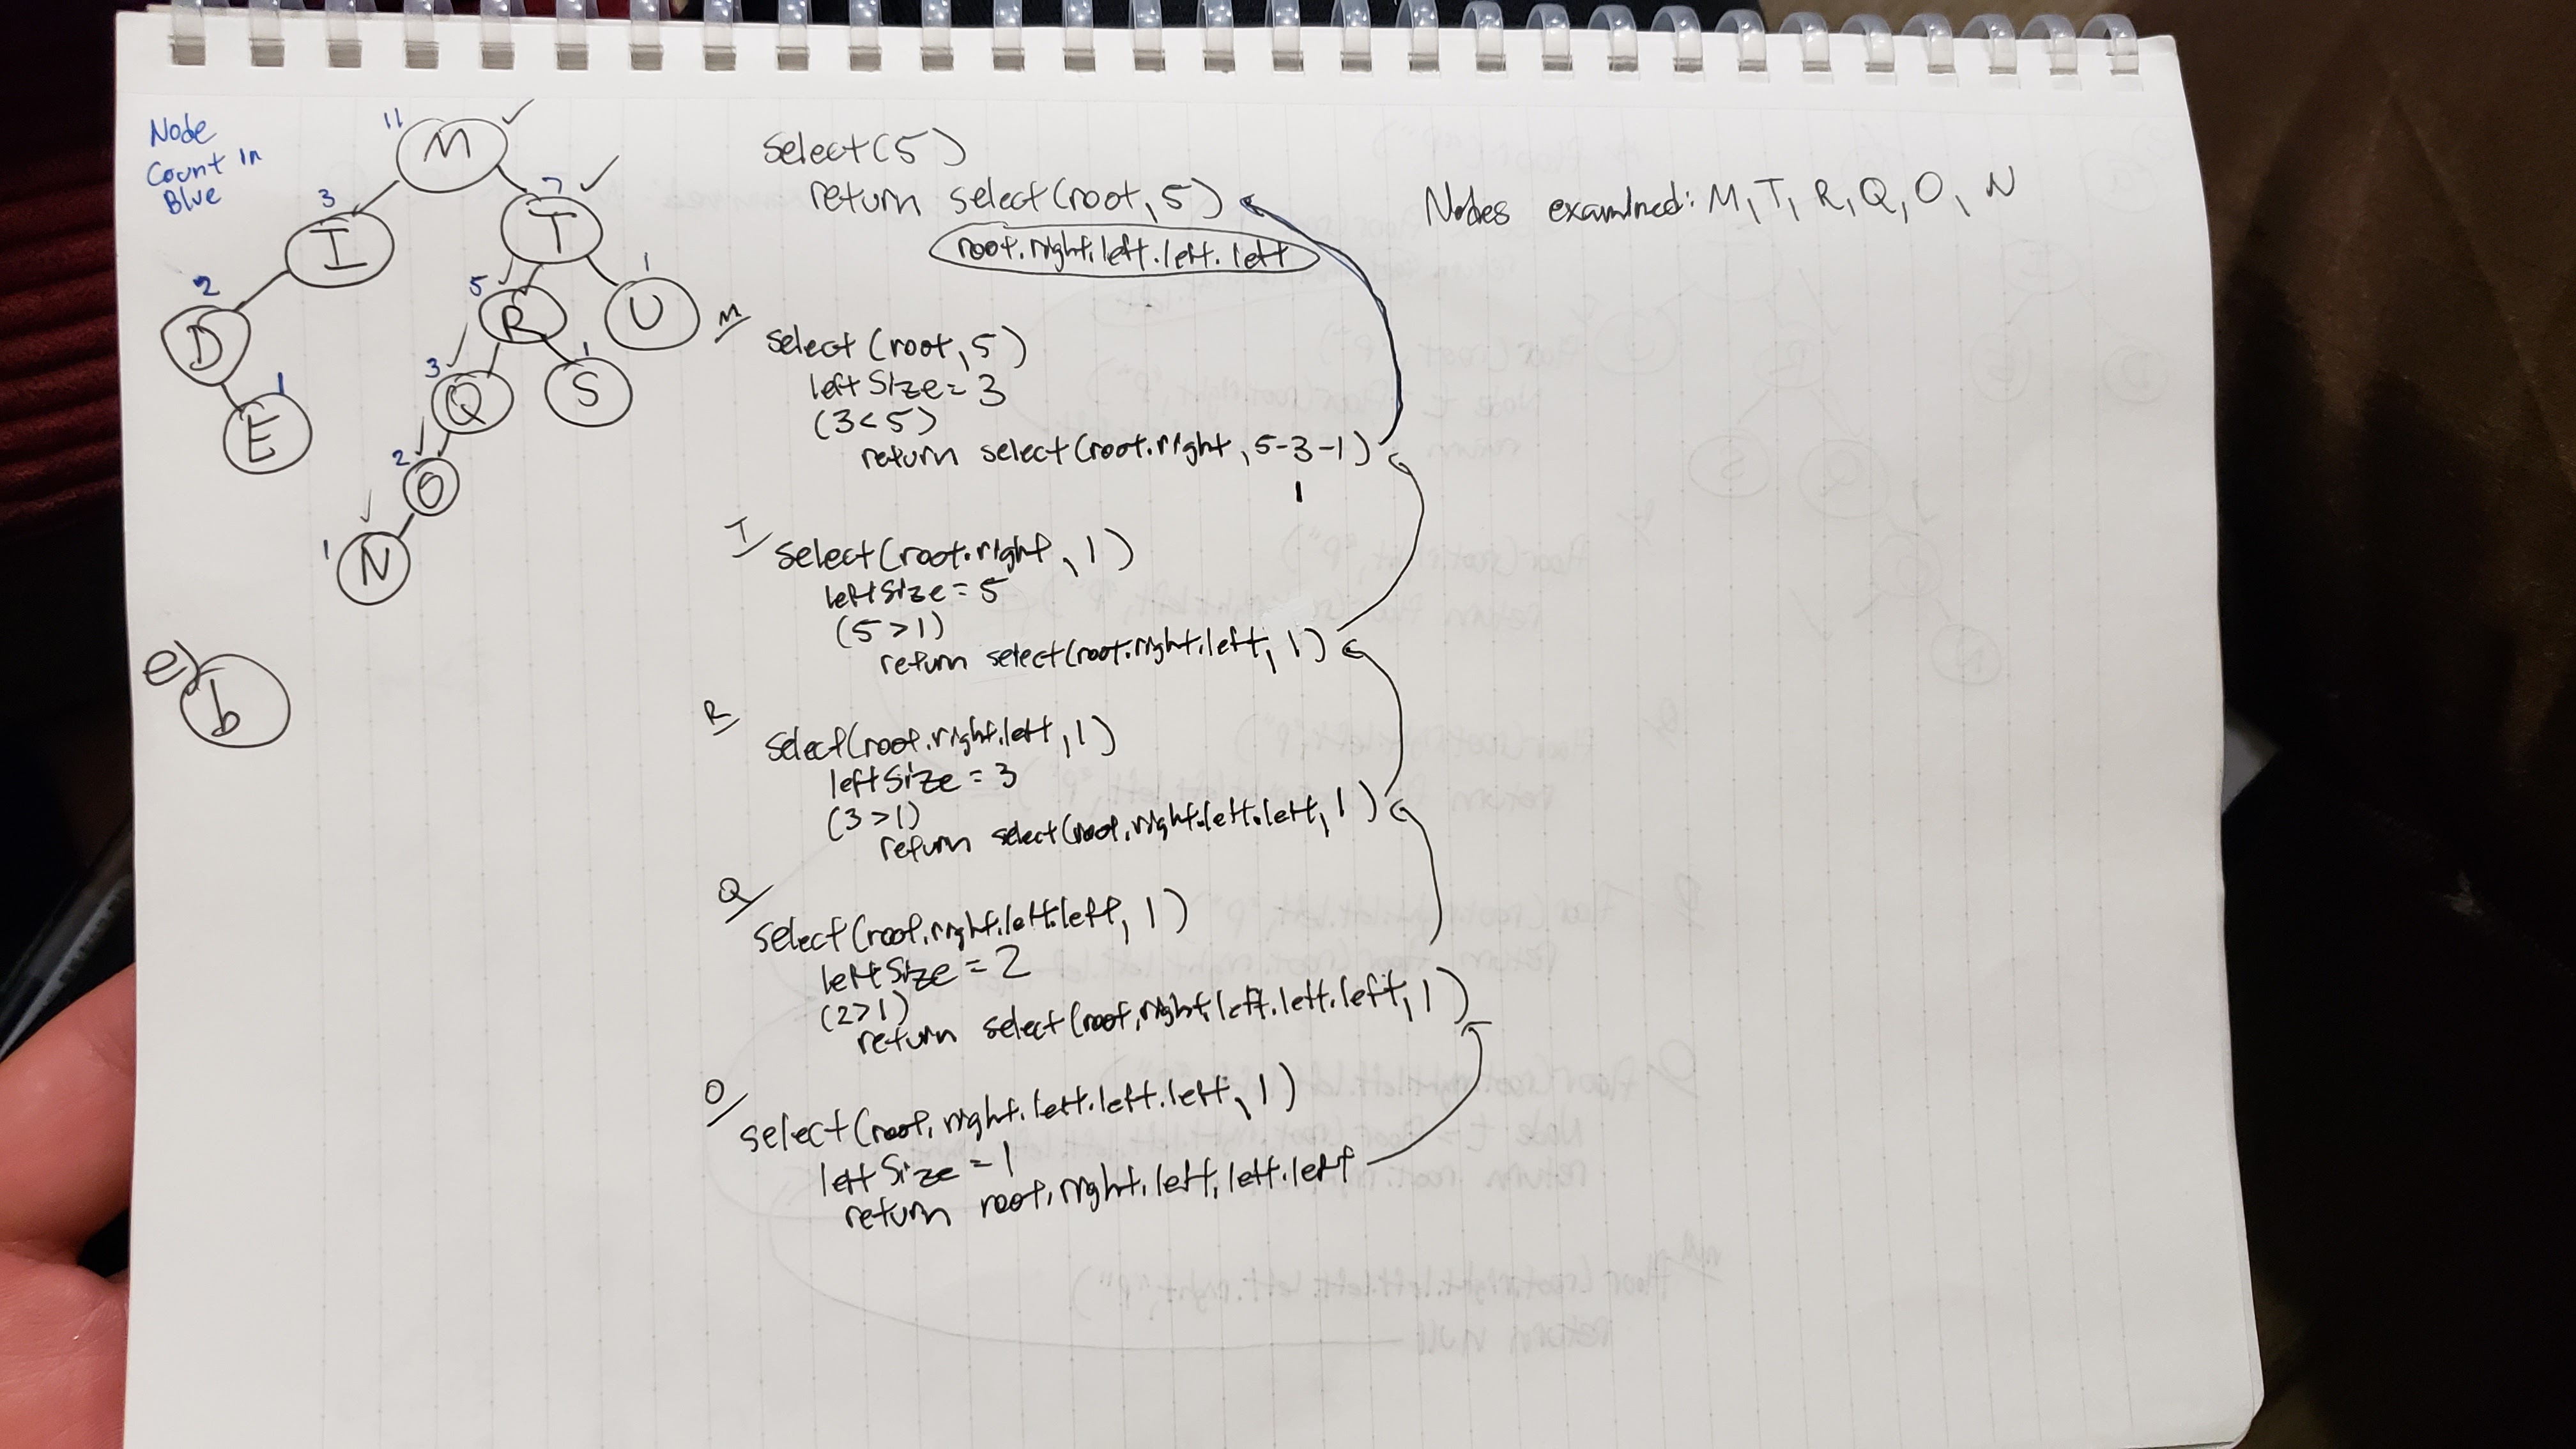 Node
Count in
Blue
11
M
3
I
7
T
2
D
5
R
1
U
1
E
3
Q
1
S
2
O
1
N
e)
b
select(5)
return select(root, 5)
root.right.left.left.left
Nodes examined: M, T, R, Q, O, N
M
select(root, 5)
leftSize = 3
(3<5)
return select(root.right, 5-3-1)
1
T
select(root.right, 1)
leftSize = 5
(5>1)
return select(root.right.left, 1)
R
select(root.right.left, 1)
leftSize = 3
(3>1)
return select(root.right.left.left, 1)
Q
select(root.right.left.left, 1)
leftSize = 2
(2>1)
return select(root.right.left.left.left, 1)
O
select(root.right.left.left.left, 1)
leftSize = 1
return root.right.left.left.left